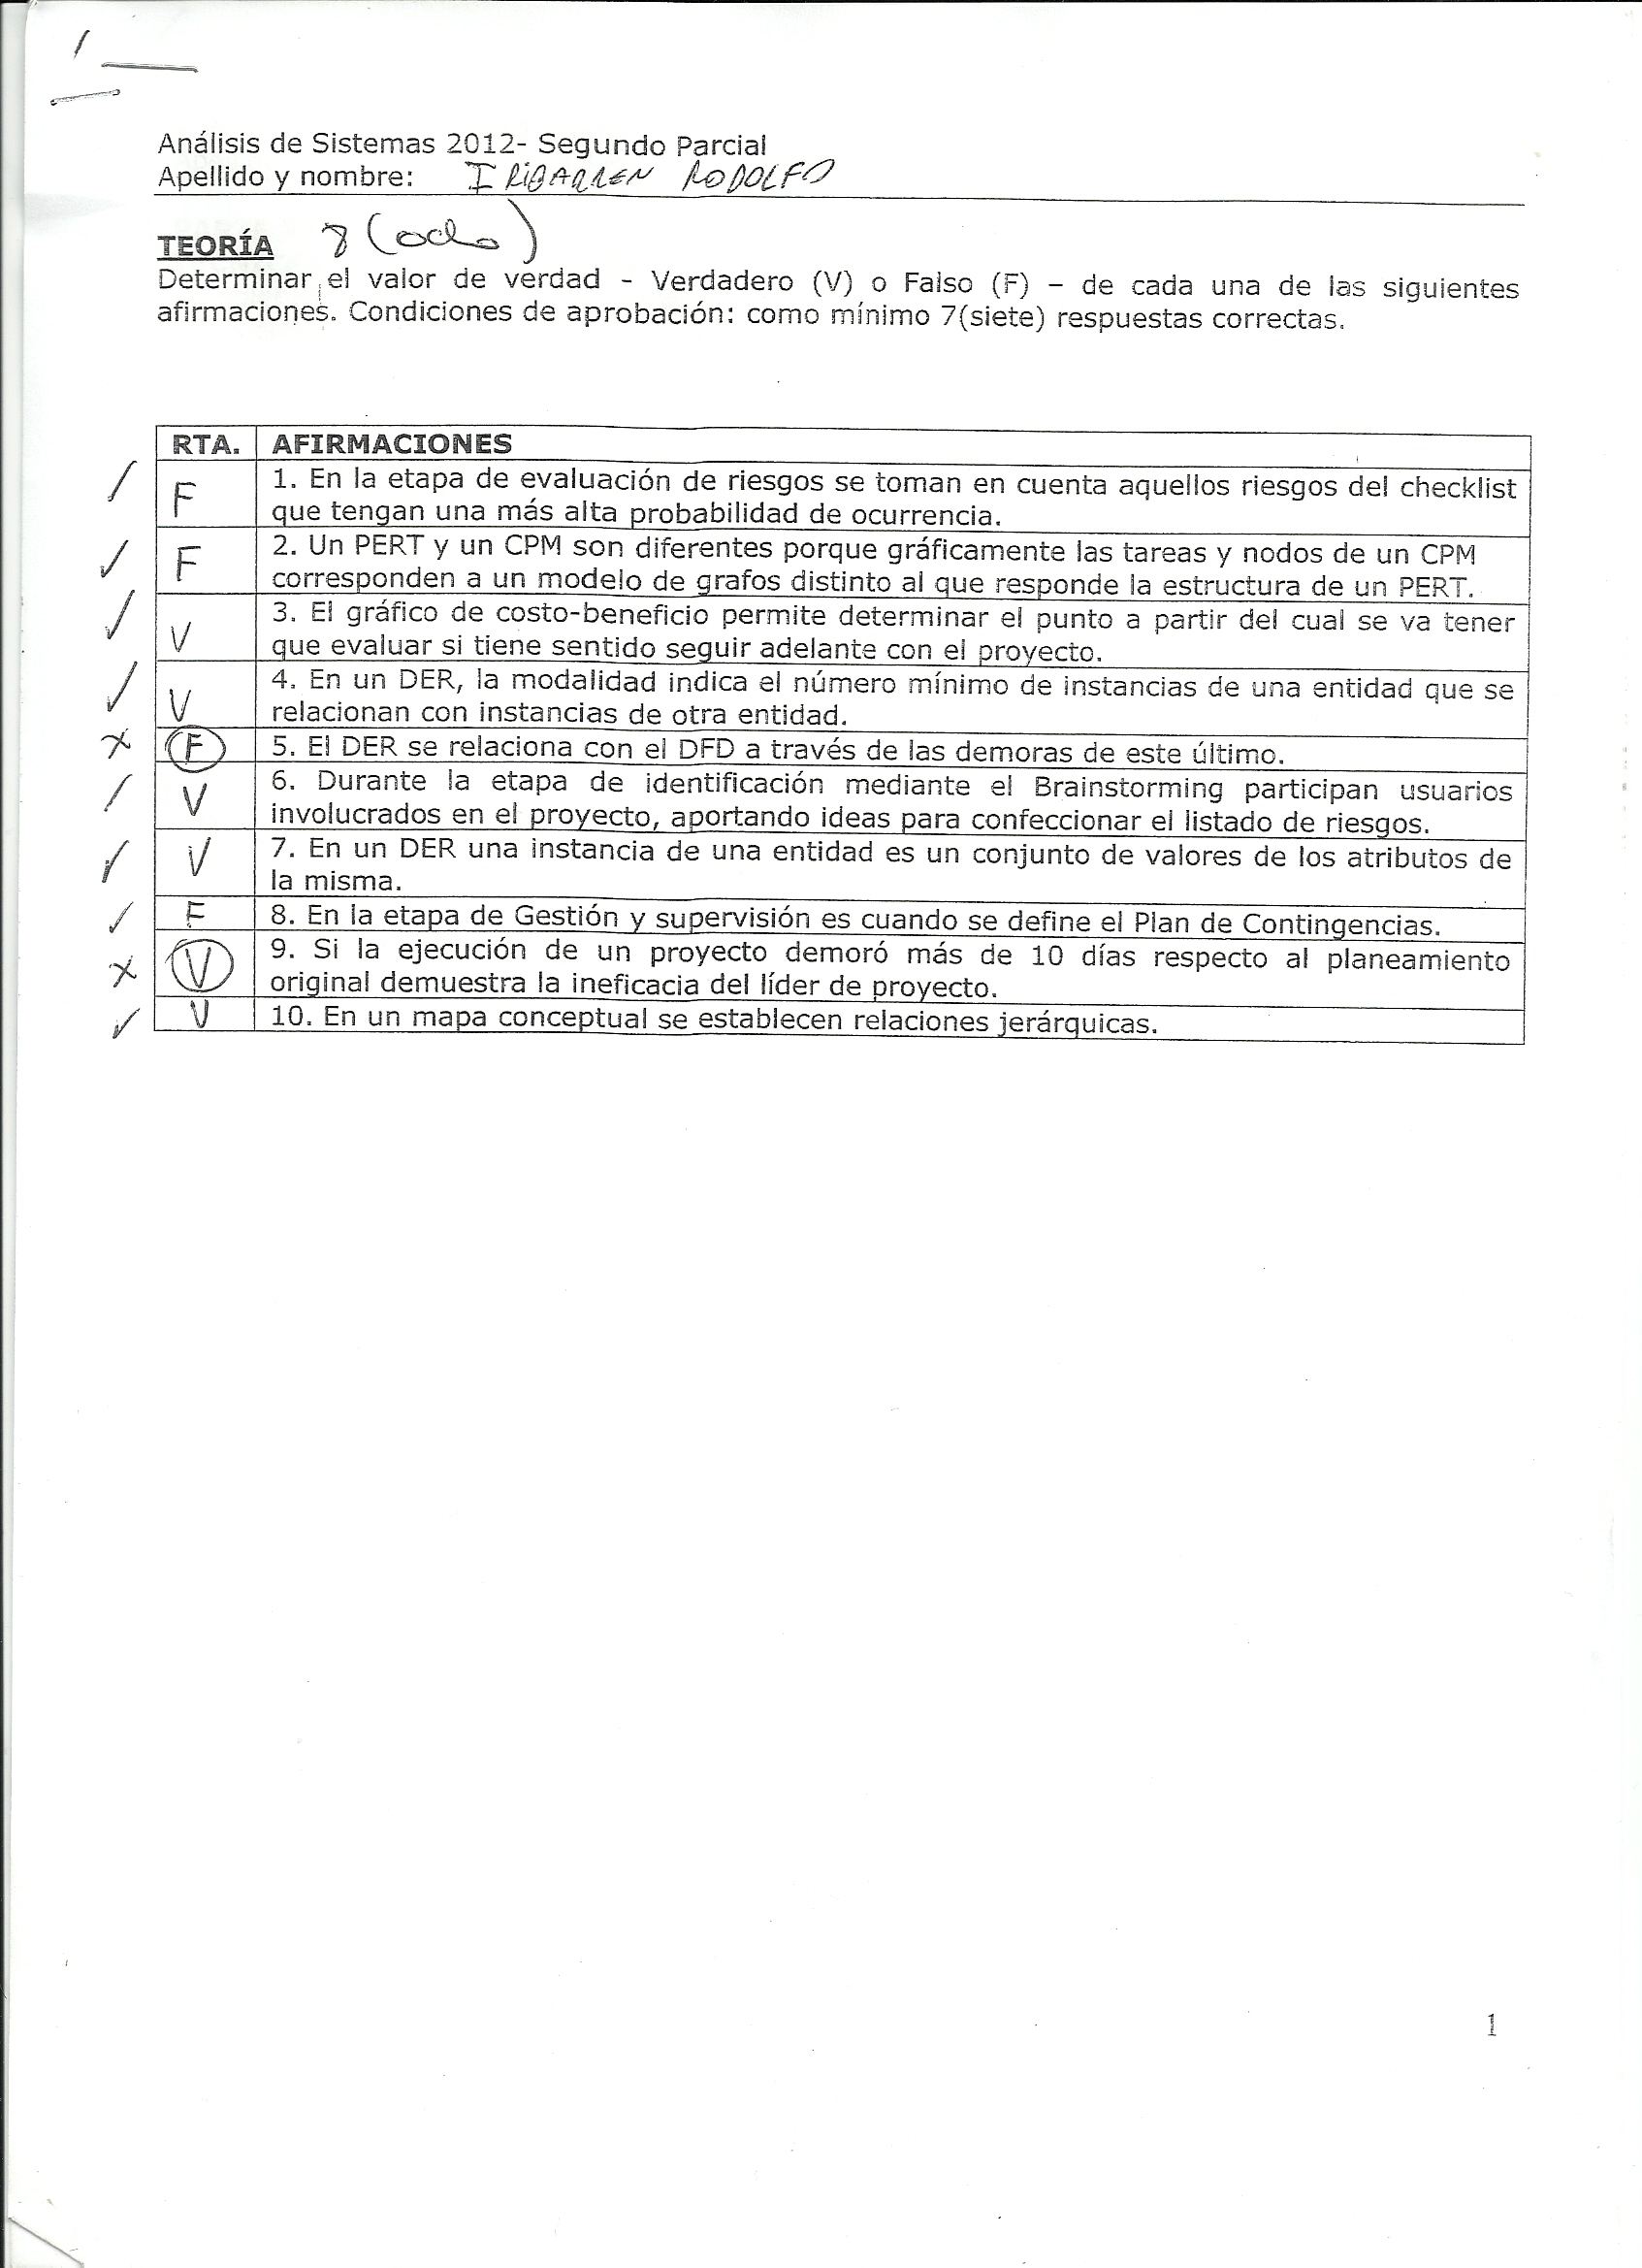 Análisis de Sistemas 2012- Segundo Parcial
Apellido y nombre: IRIBARREN RODOLFO
TEORÍA 8 (ocho)
Determinar el valor de verdad - Verdadero (V) o Falso (F) – de cada una de las siguientes
afirmaciones. Condiciones de aprobación: como mínimo 7(siete) respuestas correctas.
RTA. AFIRMACIONES
F 1. En la etapa de evaluación de riesgos se toman en cuenta aquellos riesgos del checklist
que tengan una más alta probabilidad de ocurrencia.
F 2. Un PERT y un CPM son diferentes porque gráficamente las tareas y nodos de un CPM
corresponden a un modelo de grafos distinto al que responde la estructura de un PERT.
V 3. El gráfico de costo-beneficio permite determinar el punto a partir del cual se va tener
que evaluar si tiene sentido seguir adelante con el proyecto.
V 4. En un DER, la modalidad indica el número mínimo de instancias de una entidad que se
relacionan con instancias de otra entidad.
F 5. El DER se relaciona con el DFD a través de las demoras de este último.
V 6. Durante la etapa de identificación mediante el Brainstorming participan usuarios
involucrados en el proyecto, aportando ideas para confeccionar el listado de riesgos.
V 7. En un DER una instancia de una entidad es un conjunto de valores de los atributos de
la misma.
F 8. En la etapa de Gestión y supervisión es cuando se define el Plan de Contingencias.
V 9. Si la ejecución de un proyecto demoró más de 10 días respecto al planeamiento
original demuestra la ineficacia del líder de proyecto.
V 10. En un mapa conceptual se establecen relaciones jerárquicas.
1